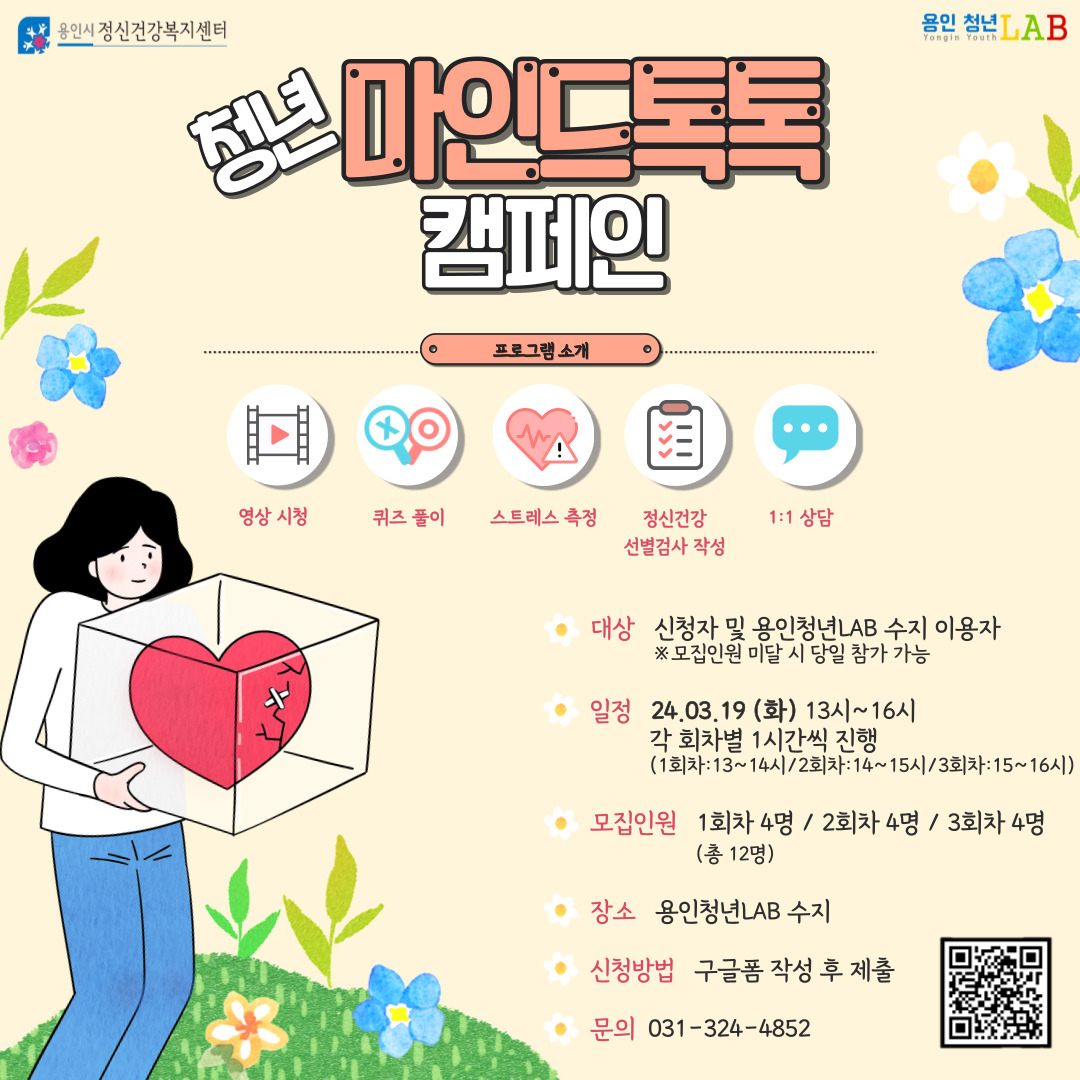 용인시 정신건강복지센터
용인 청년 LAB
Yongin Youth
청년 마인드톡톡
캠페인
프로그램 소개
영상 시청
퀴즈 풀이
스트레스 측정
정신건강
선별검사 작성
1:1 상담
대상 신청자 및 용인청년LAB 수지 이용자
※모집인원 미달 시 당일 참가 가능
일정 24.03.19 (화) 13시~16시
각 회차별 1시간씩 진행
(1회차:13~14시/2회차:14~15시/3회차:15~16시)
모집인원 1회차 4명 / 2회차 4명 / 3회차 4명
(총 12명)
장소 용인청년LAB 수지
신청방법 구글폼 작성 후 제출
문의 031-324-4852